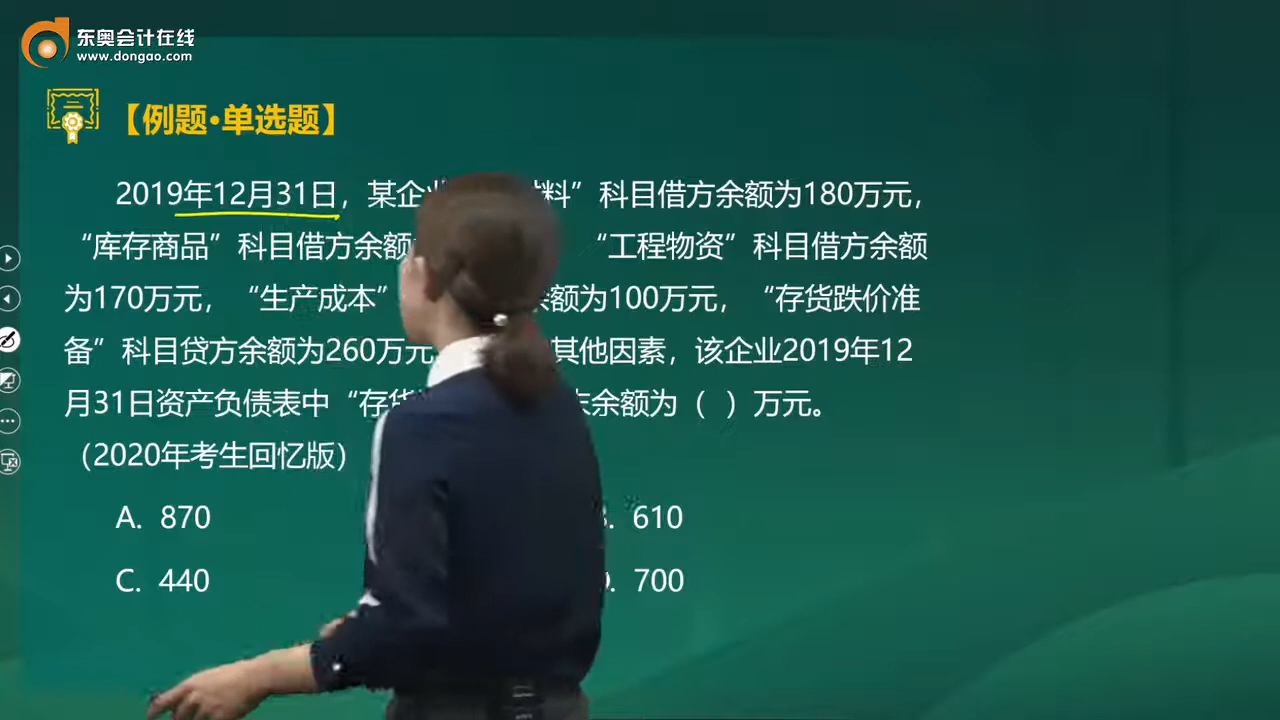 东奥会计在线
www.dongao.com
【例题·单选题】
2019年12月31日，某企 料”科目借方余额为180万元，
“库存商品”科目借方余额 “工程物资”科目借方余额
为170万元，“生产成本” 余额为100万元，“存货跌价准
备”科目贷方余额为260万元 其他因素，该企业2019年12
月31日资产负债表中“存 余额为（ ）万元。
（2020年考生回忆版）
A. 870
610
C. 440
700